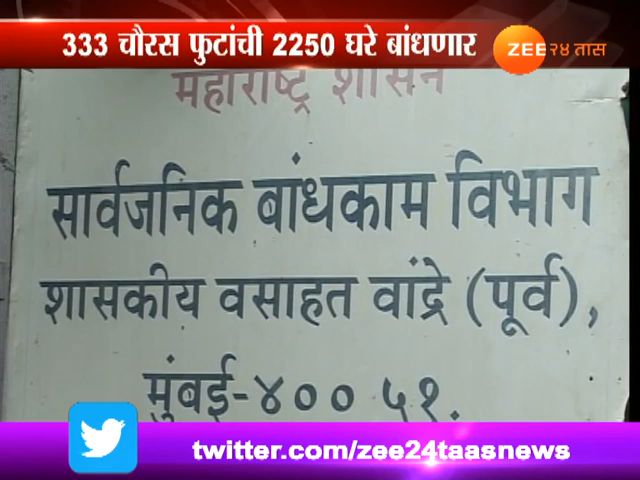 333 चौरस फुटांची 2250 घरे बांधणार
ZEE २४ तास
महाराष्ट्र शासन
सार्वजनिक बांधकाम विभाग
शासकीय वसाहत वांद्रे (पूर्व),
मुंबई-४०० ५१.
twitter.com/zee24taasnews